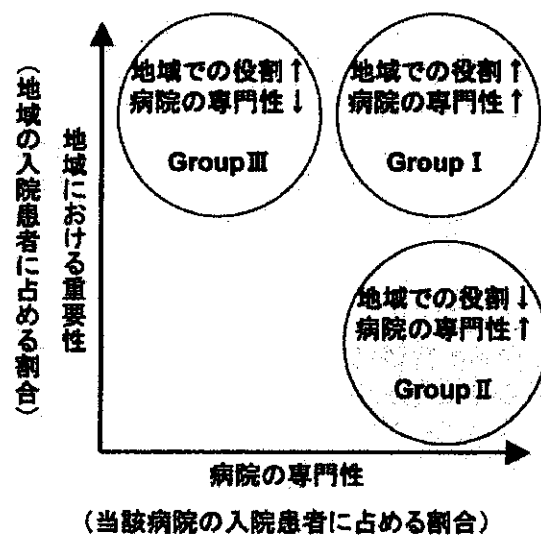 地域での役割↑
病院の専門性↓
GroupⅢ
地域での役割↑
病院の専門性↑
GroupⅠ
地域での役割↓
病院の専門性↑
GroupⅡ
地域における重要性
（地域の入院患者に占める割合）
病院の専門性
（当該病院の入院患者に占める割合）